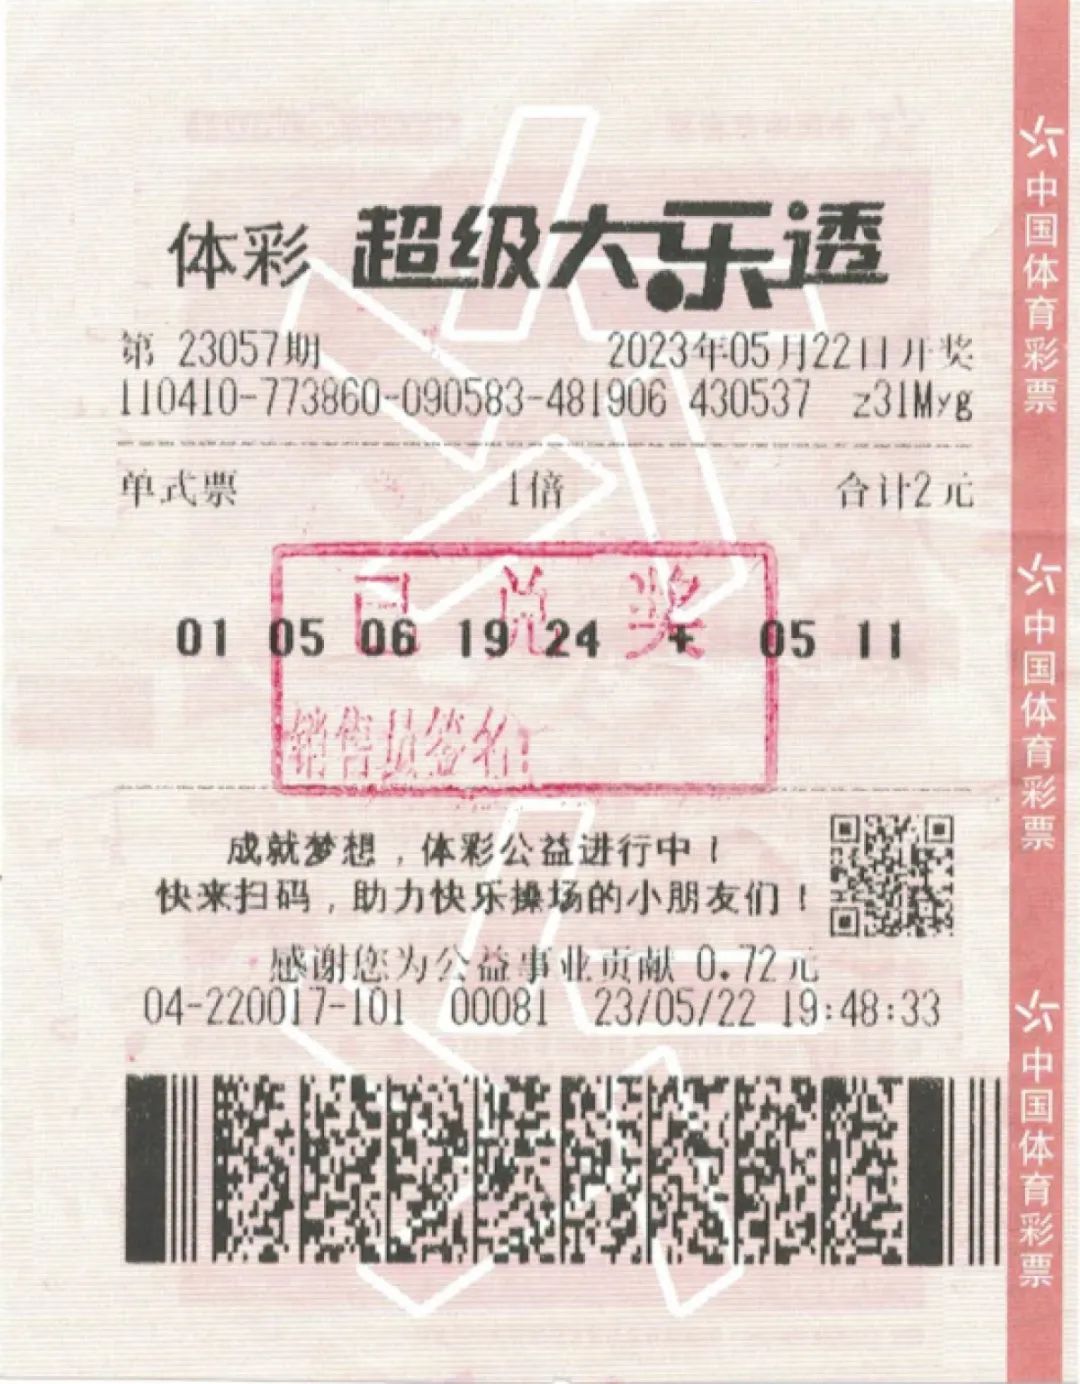 体彩 超级大乐透
第 23057期 2023年05月22日开奖
110410-773860-090583-481906 430537 z31Myg
单式票 1倍 合计2元
已兑奖
01 05 06 19 24 + 05 11
销售员签名:
成就梦想，体彩公益进行中！
快来扫码，助力快乐操场的小朋友们！
感谢您为公益事业贡献 0.72元
04-220017-101 00081 23/05/22 19:48:33
中国体育彩票
中国体育彩票
中国体育彩票